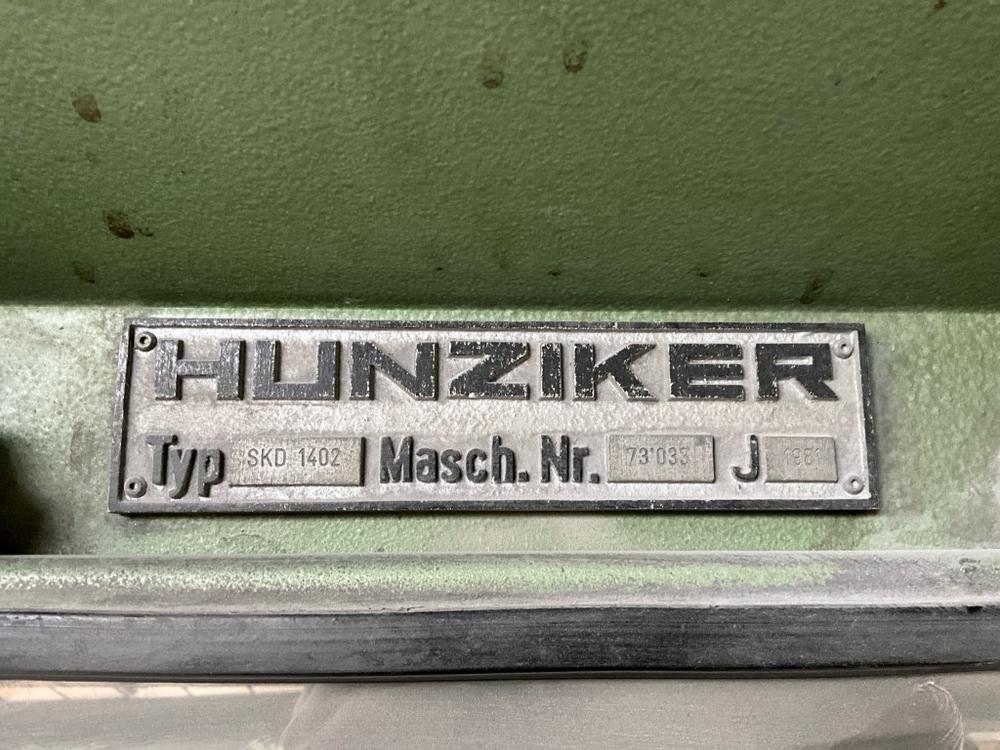 HUNZIKER
Typ SKD 1402 Masch. Nr. 73'033 J 1981